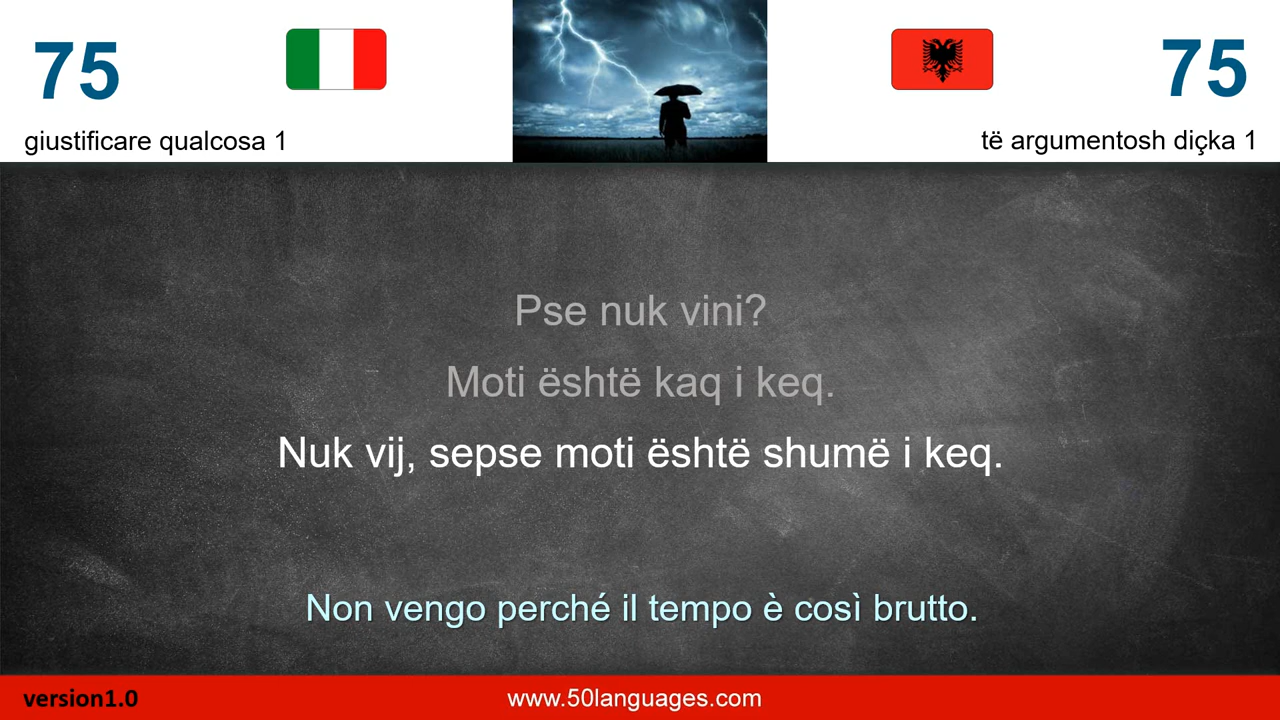 75
75
giustificare qualcosa 1
të argumentosh diçka 1
Pse nuk vini?
Moti është kaq i keq.
Nuk vij, sepse moti është shumë i keq.
Non vengo perché il tempo è così brutto.
version1.0
www.50languages.com